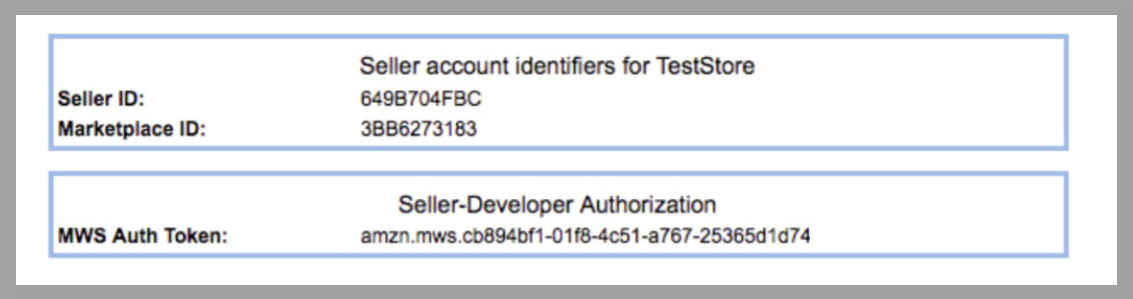 Seller account identifiers for TestStore
Seller ID: 649B704FBC
Marketplace ID: 3BB6273183
Seller-Developer Authorization
MWS Auth Token: amzn.mws.cb894bf1-01f8-4c51-a767-25365d1d74